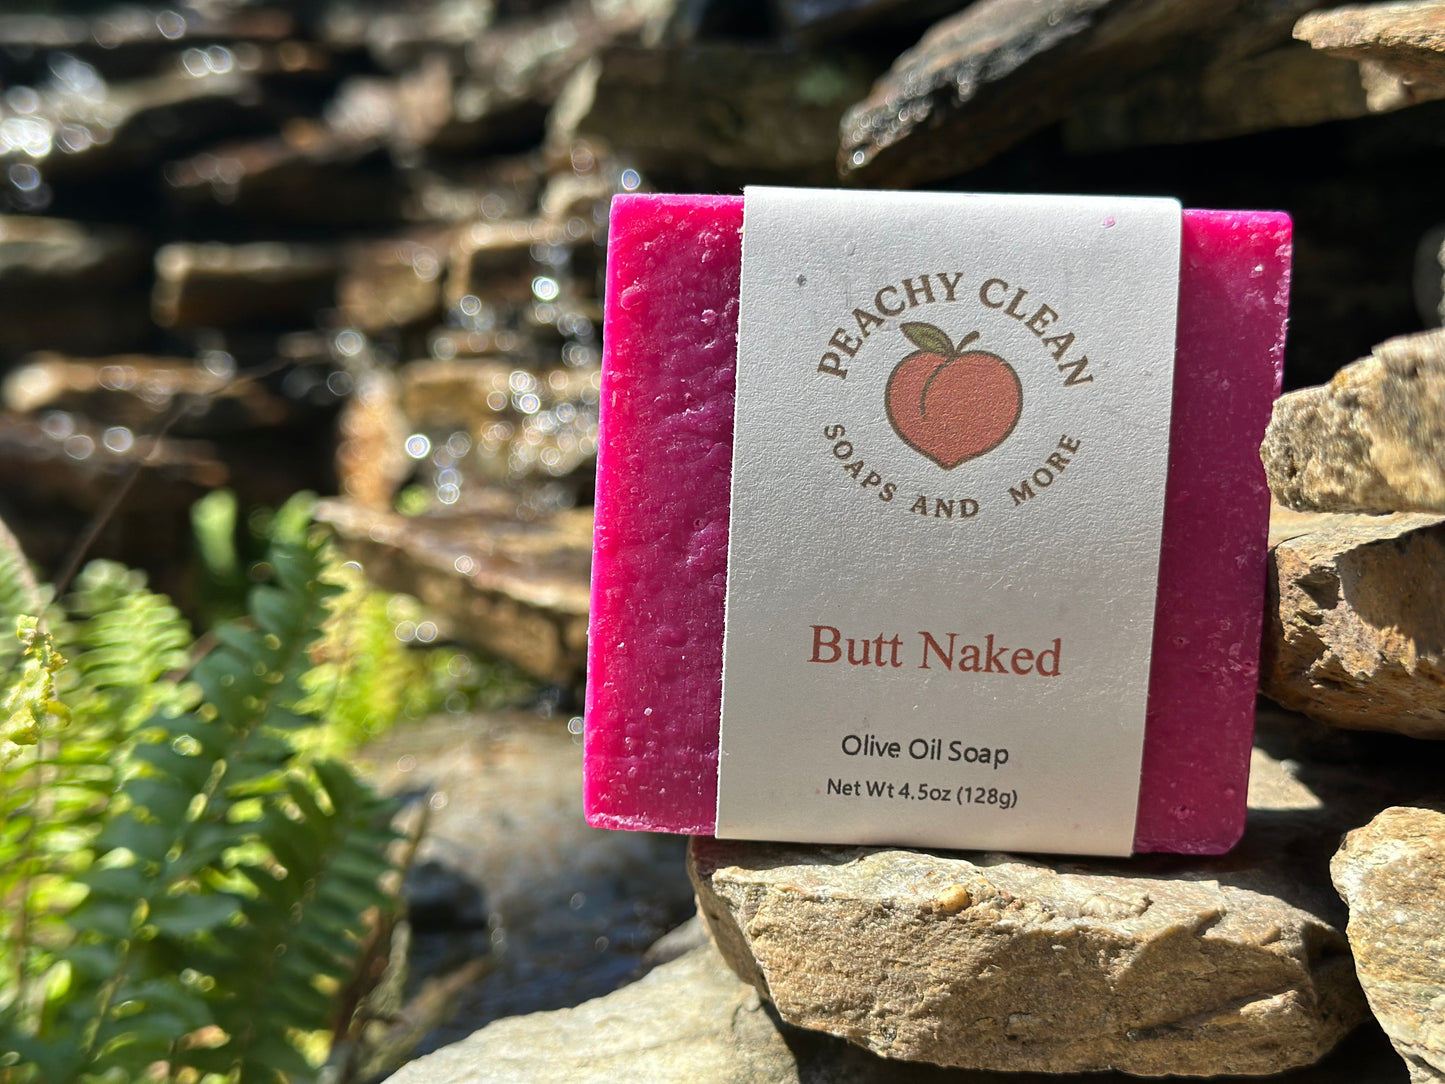 PEACHY CLEAN
SOAPS AND MORE
Butt Naked
Olive Oil Soap
Net Wt 4.5oz (128g)